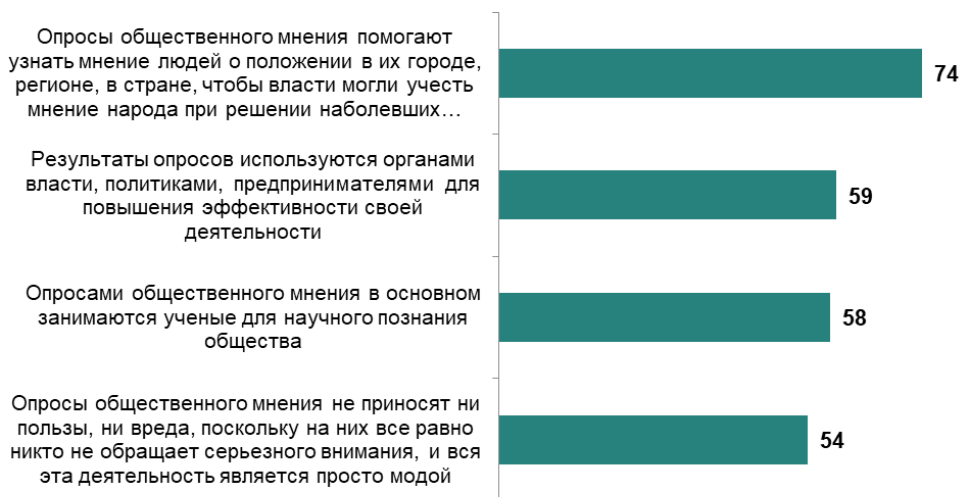 Опросы общественного мнения помогают
узнать мнение людей о положении в их городе,
регионе, в стране, чтобы власти могли учесть
мнение народа при решении наболевших…
74
Результаты опросов используются органами
власти, политиками, предпринимателями для
повышения эффективности своей
деятельности
59
Опросами общественного мнения в основном
занимаются ученые для научного познания
общества
58
Опросы общественного мнения не приносят ни
пользы, ни вреда, поскольку на них все равно
никто не обращает серьезного внимания, и вся
эта деятельность является просто модой
54